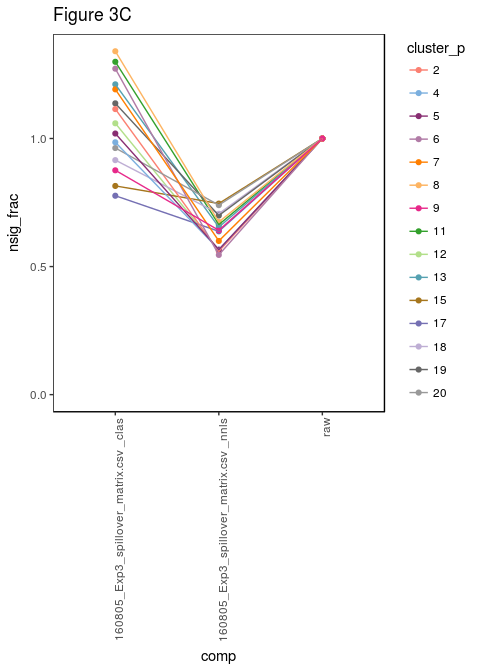 Figure 3C
nsig_frac
1.0
0.5
0.0
160805_Exp3_spillover_matrix.csv _clas
160805_Exp3_spillover_matrix.csv _nnls
raw
comp
cluster_p
2
4
5
6
7
8
9
11
12
13
15
17
18
19
20